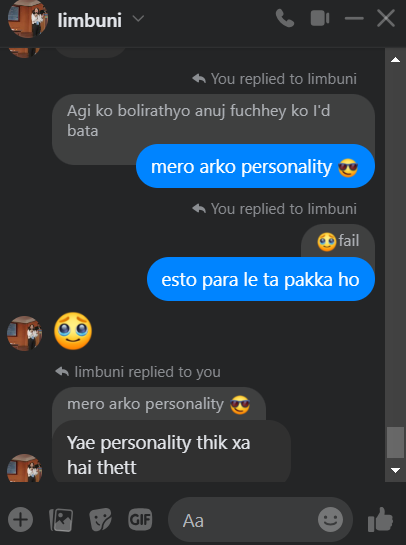 limbuni
You replied to limbuni
Agi ko bolirathyo anuj fuchhey ko I'd
bata
mero arko personality 😎
You replied to limbuni
🥹fail
esto para le ta pakka ho
🥹
limbuni replied to you
mero arko personality 😎
Yae personality thik xa
hai thett
GIF
Aa